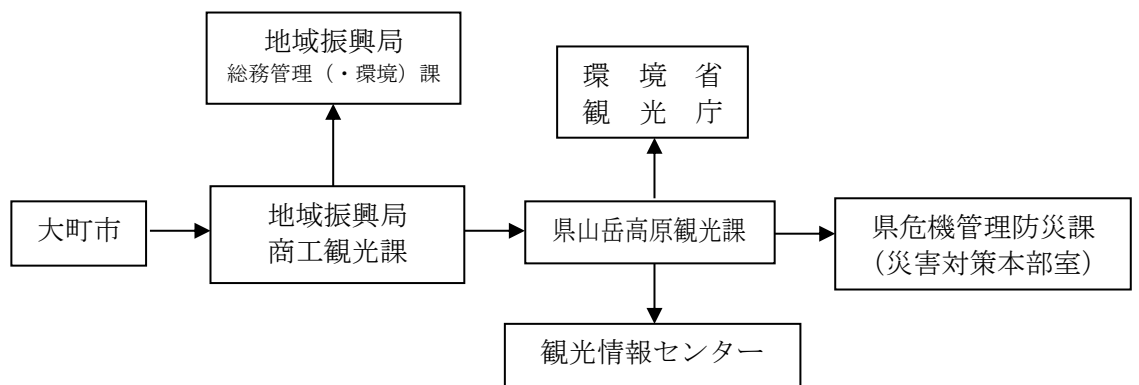 地域振興局
総務管理（・環境）課
環　境　省
観　光　庁
大町市
地域振興局
商工観光課
県山岳高原観光課
県危機管理防災課
（災害対策本部室）
観光情報センター